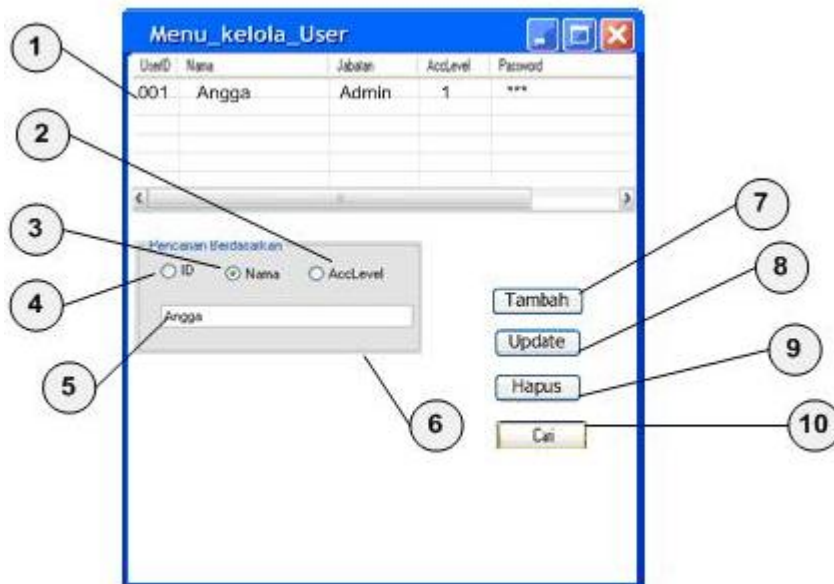 Menu_kelola_User
1
UserID Nama Jabatan AccLevel Password
001 Angga Admin 1 ***
2
3
Pencarian Berdasarkan
4
ID Nama AccLevel
5
Angga
6
7
Tambah
8
Update
9
Hapus
10
Cari